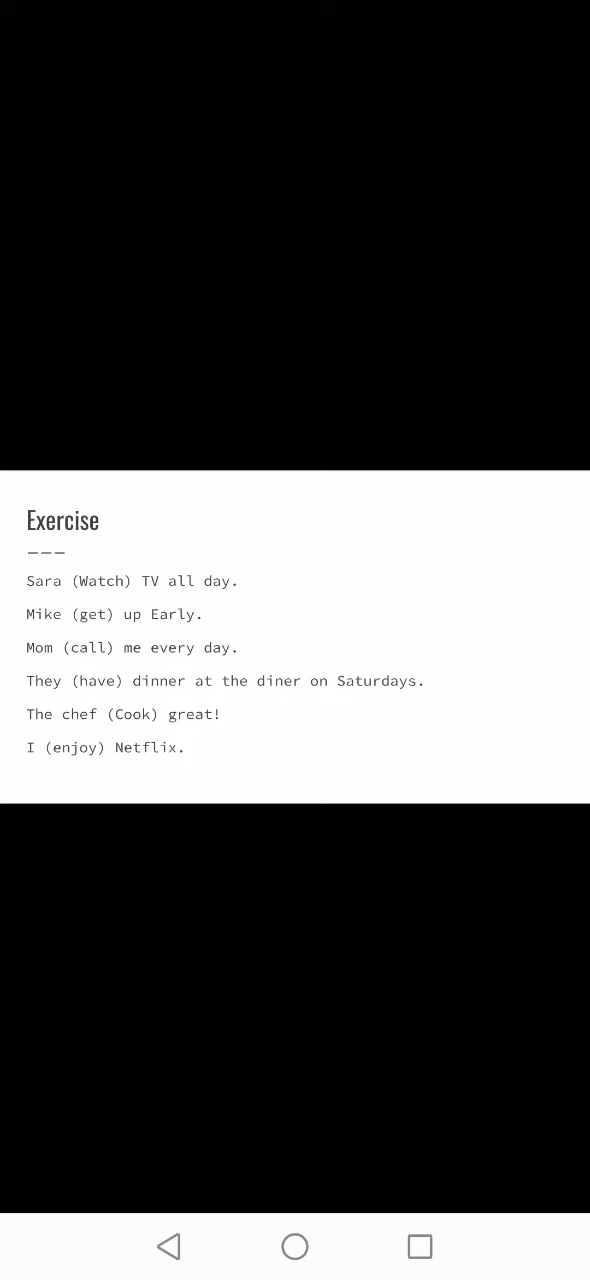 Exercise
———
Sara (Watch) TV all day.
Mike (get) up Early.
Mom (call) me every day.
They (have) dinner at the diner on Saturdays.
The chef (Cook) great!
I (enjoy) Netflix.